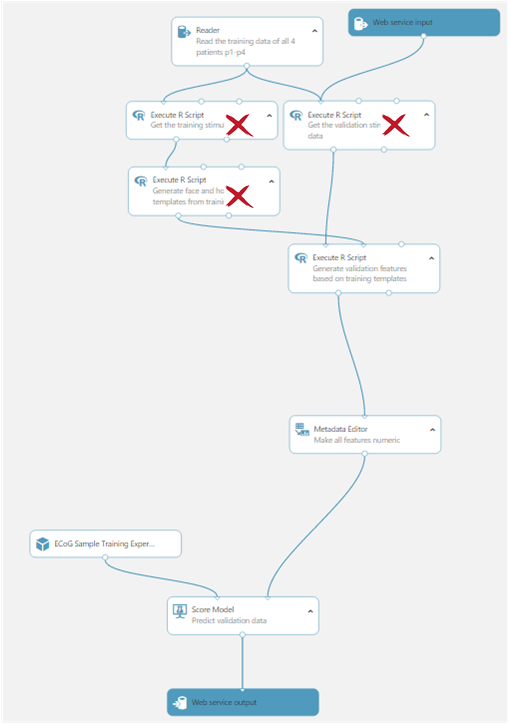 Web service input
Reader
Read the training data of all 4
patients p1-p4
Execute R Script
Get the training stimu
Execute R Script
Get the validation
data
Execute R Script
Generate face and
templates from
Execute R Script
Generate validation features
based on training templates
Metadata Editor
Make all features numeric
ECoG Sample Training Exper...
Score Model
Predict validation data
Web service output